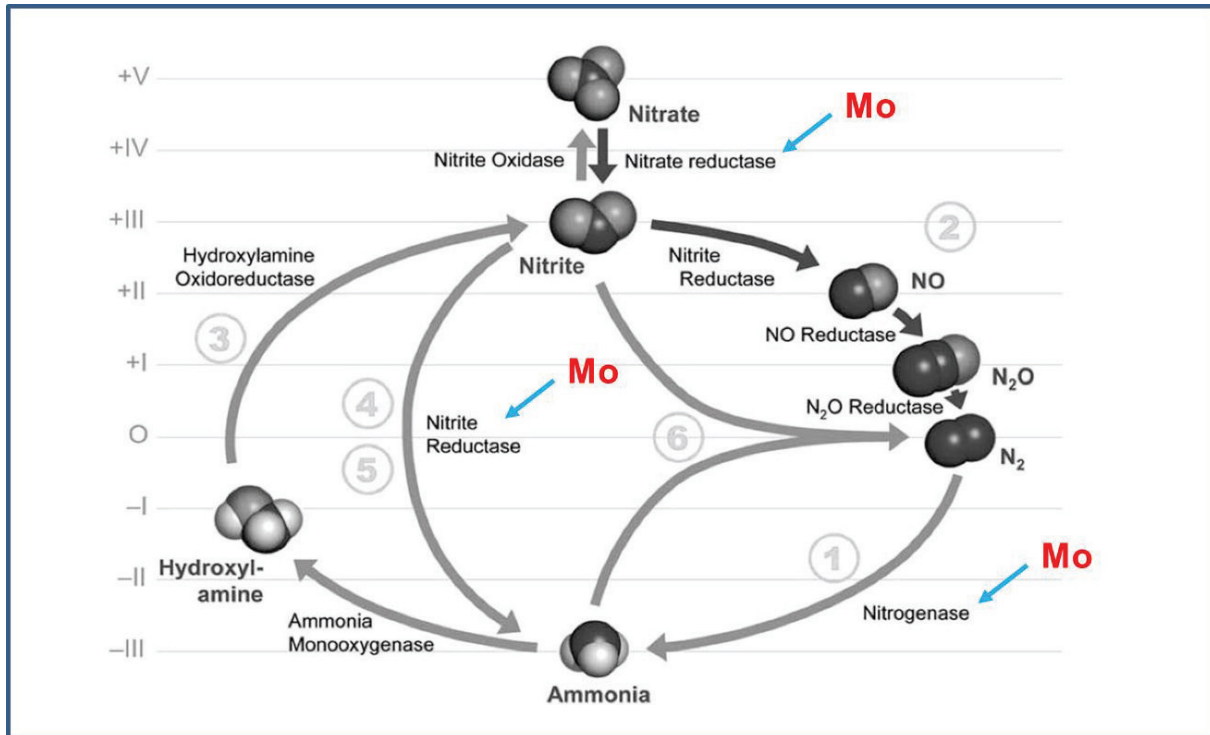 +V
Nitrate
Mo
+IV
Nitrite Oxidase
Nitrate reductase
+III
2
Hydroxylamine
Oxidoreductase
Nitrite
Nitrite
Reductase
NO
+II
3
NO Reductase
+I
Mo
N₂O
4
N₂O Reductase
O
Nitrite
Reductase
6
N₂
5
–I
Hydroxyl-
amine
–II
1
Mo
Nitrogenase
Ammonia
Monooxygenase
–III
Ammonia